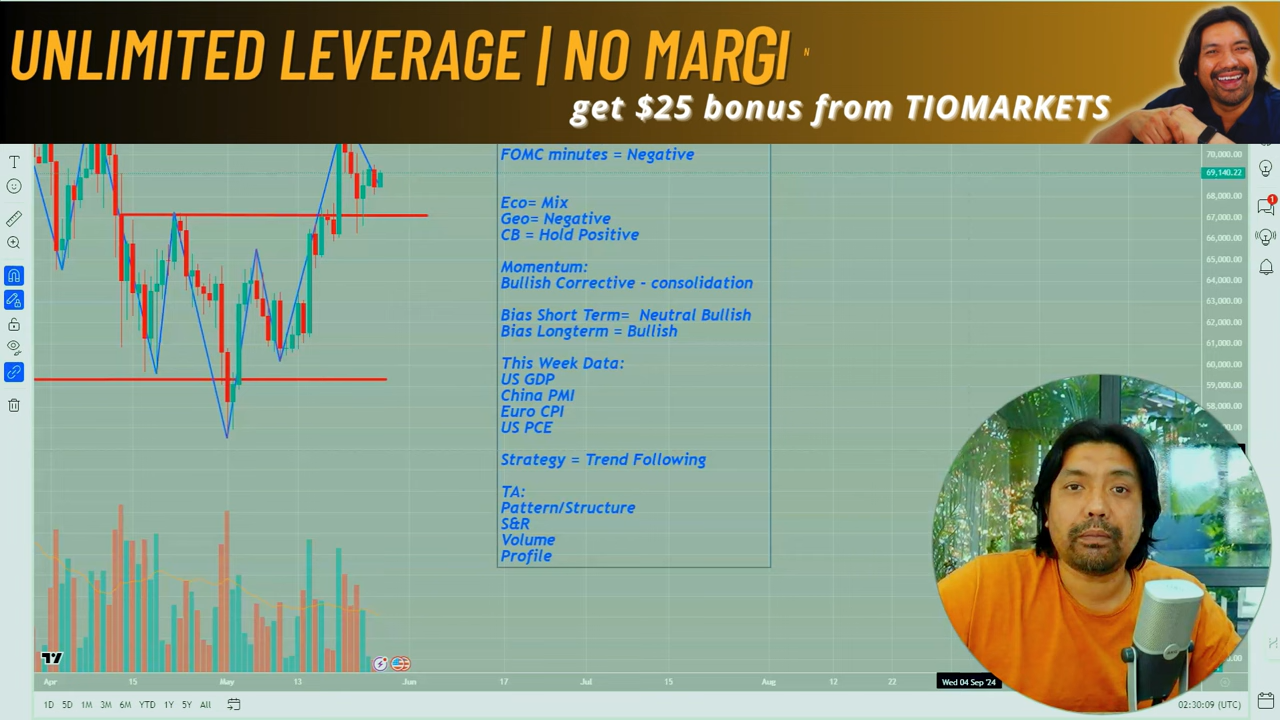 UNLIMITED LEVERAGE | NO MARGIN
get $25 bonus from TIOMARKETS
FOMC minutes = Negative
70,000.00
69,140.22
68,000.00
67,000.00
66,000.00
65,000.00
64,000.00
63,000.00
62,000.00
61,000.00
60,000.00
59,000.00
58,000.00
Eco= Mix
Geo= Negative
CB = Hold Positive
Momentum:
Bullish Corrective - consolidation
Bias Short Term= Neutral Bullish
Bias Longterm = Bullish
This Week Data:
US GDP
China PMI
Euro CPI
US PCE
Strategy = Trend Following
TA:
Pattern/Structure
S&R
Volume
Profile
1
Apr 15 May 13 Jun 17 Jul 15 Aug 12 22 Wed 04 Sep '24
1D 5D 1M 3M 6M YTD 1Y 5Y All 02:30:09 (UTC)